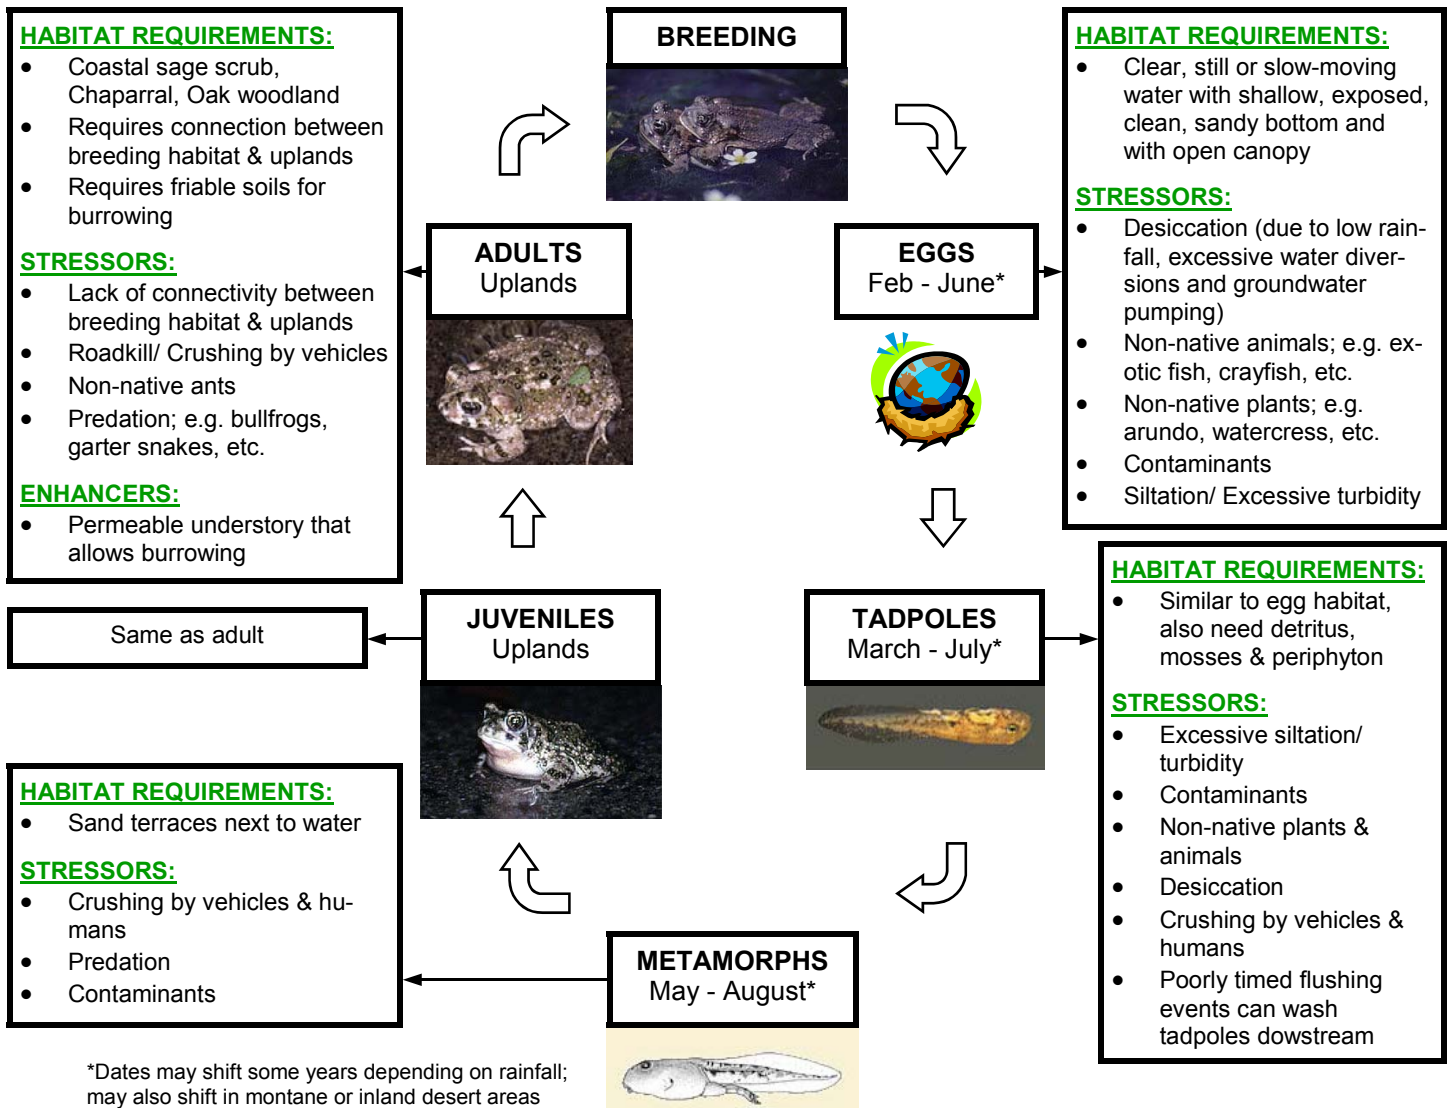 BREEDING
HABITAT REQUIREMENTS:
• Coastal sage scrub,
Chaparral, Oak woodland
• Requires connection between
breeding habitat & uplands
• Requires friable soils for
burrowing
STRESSORS:
• Lack of connectivity between
breeding habitat & uplands
• Roadkill/ Crushing by vehicles
• Non-native ants
• Predation; e.g. bullfrogs,
garter snakes, etc.
ENHANCERS:
• Permeable understory that
allows burrowing
ADULTS
Uplands
EGGS
Feb - June*
HABITAT REQUIREMENTS:
• Clear, still or slow-moving
water with shallow, exposed,
clean, sandy bottom and
with open canopy
STRESSORS:
• Desiccation (due to low rain-
fall, excessive water diver-
sions and groundwater
pumping)
• Non-native animals; e.g. ex-
otic fish, crayfish, etc.
• Non-native plants; e.g.
arundo, watercress, etc.
• Contaminants
• Siltation/ Excessive turbidity
Same as adult
JUVENILES
Uplands
TADPOLES
March - July*
HABITAT REQUIREMENTS:
• Similar to egg habitat,
also need detritus,
mosses & periphyton
STRESSORS:
• Excessive siltation/
turbidity
• Contaminants
• Non-native plants &
animals
• Desiccation
• Crushing by vehicles &
humans
• Poorly timed flushing
events can wash
tadpoles dowstream
HABITAT REQUIREMENTS:
• Sand terraces next to water
STRESSORS:
• Crushing by vehicles & hu-
mans
• Predation
• Contaminants
METAMORPHS
May - August*
*Dates may shift some years depending on rainfall;
may also shift in montane or inland desert areas